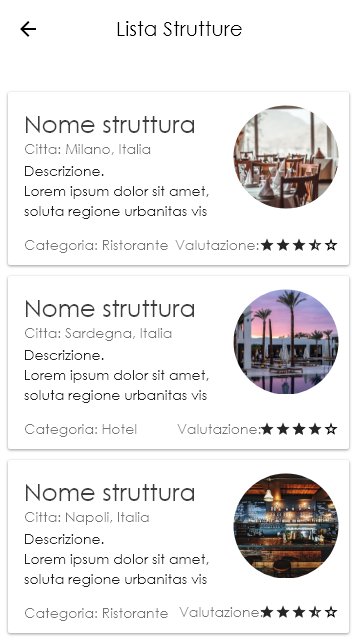 Lista Strutture
Nome struttura
Citta: Milano, Italia
Descrizione.
Lorem ipsum dolor sit amet,
soluta regione urbanitas vis
Categoria: Ristorante Valutazione:
Nome struttura
Citta: Sardegna, Italia
Descrizione.
Lorem ipsum dolor sit amet,
soluta regione urbanitas vis
Categoria: Hotel Valutazione:
Nome struttura
Citta: Napoli, Italia
Descrizione.
Lorem ipsum dolor sit amet,
soluta regione urbanitas vis
Categoria: Ristorante Valutazione: